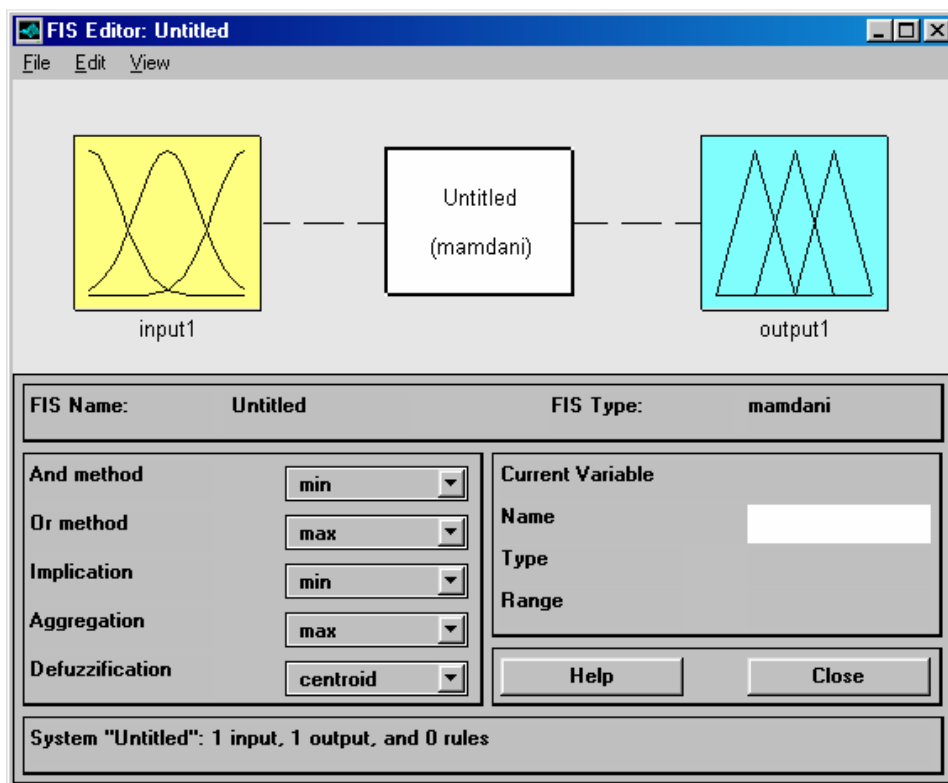 FIS Editor: Untitled
File Edit View
Untitled
(mamdani)
input1
output1
FIS Name: Untitled FIS Type: mamdani
And method min
Or method max
Implication min
Aggregation max
Defuzzification centroid
Current Variable
Name
Type
Range
Help Close
System "Untitled": 1 input, 1 output, and 0 rules